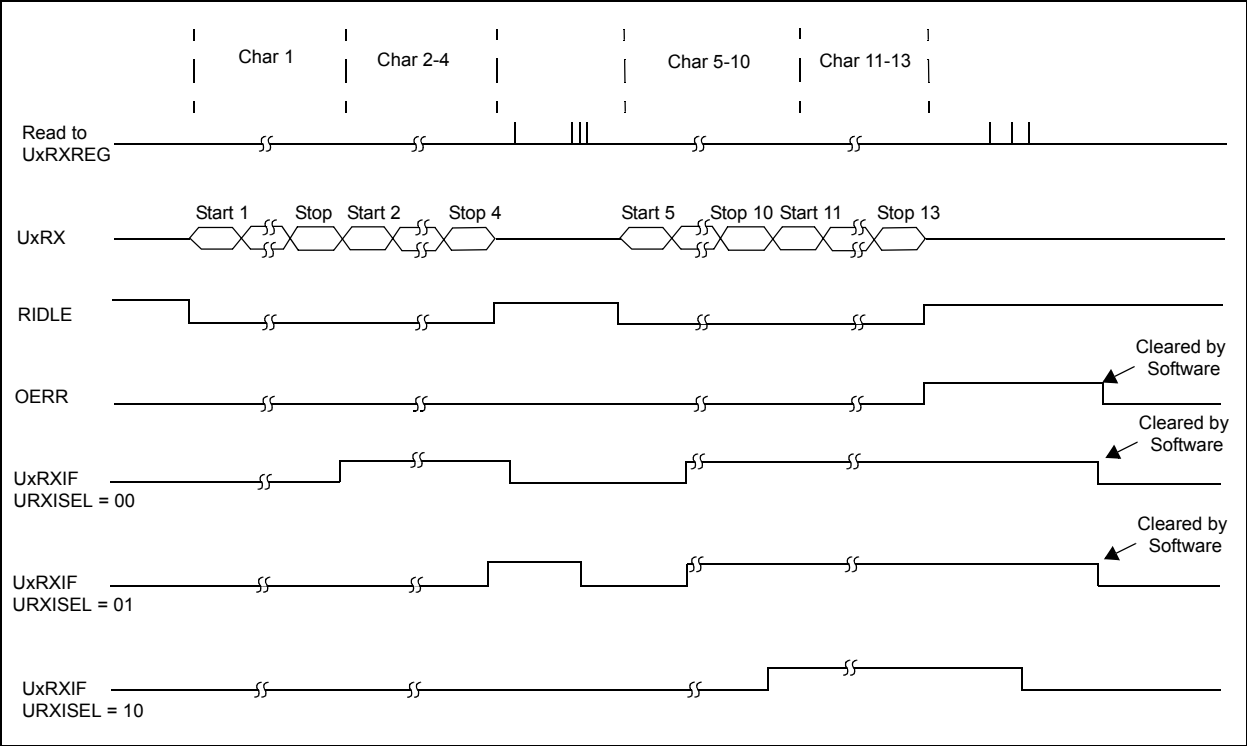 Char 1
Char 2-4
Char 5-10
Char 11-13
Read to
UxRXREG
Start 1
Stop
Start 2
Stop 4
Start 5
Stop 10
Start 11
Stop 13
UxRX
RIDLE
Cleared by
Software
OERR
Cleared by
Software
UxRXIF
URXISEL = 00
Cleared by
Software
UxRXIF
URXISEL = 01
UxRXIF
URXISEL = 10